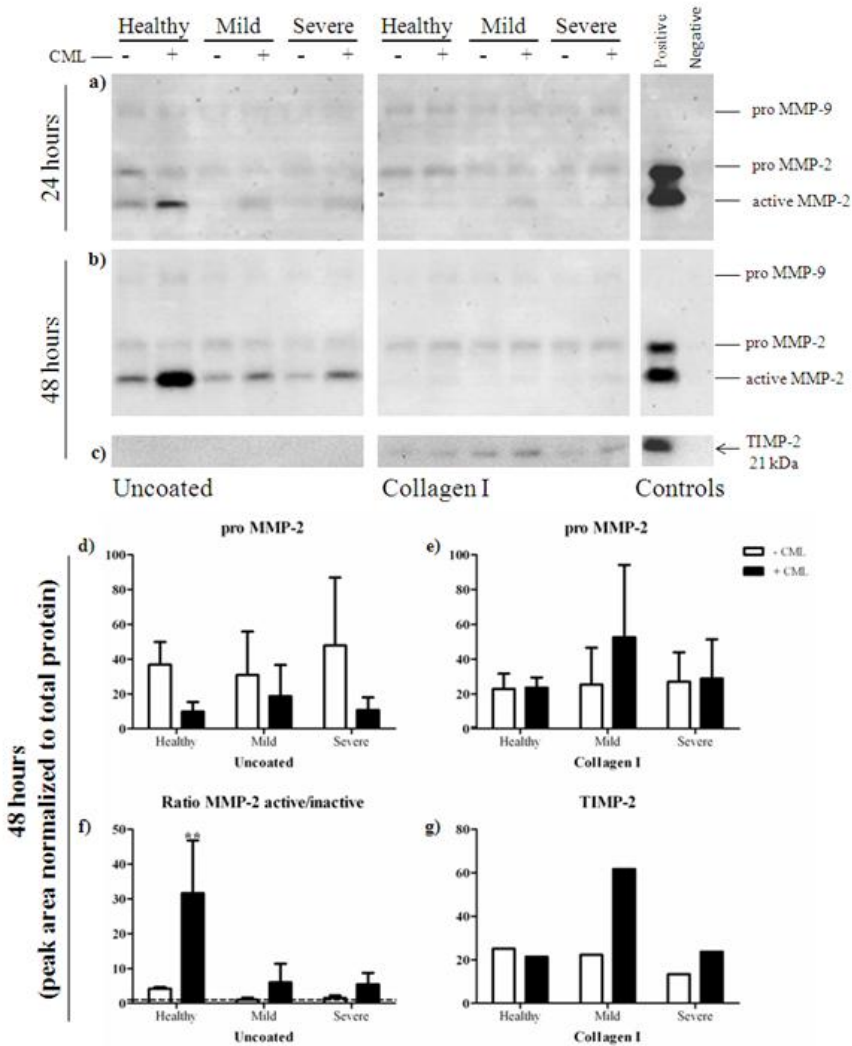 Healthy Mild Severe Healthy Mild Severe Positive Negative
CML - + - + - + - + - + - +
a)
24 hours
pro MMP-9
pro MMP-2
active MMP-2
b)
48 hours
pro MMP-9
pro MMP-2
active MMP-2
c)
TIMP-2
21 kDa
Uncoated Collagen I Controls
48 hours
(peak area normalized to total protein)
d) pro MMP-2
100
80
60
40
20
0
Healthy Mild Severe
Uncoated
e) pro MMP-2
100
80
60
40
20
0
Healthy Mild Severe
Collagen I
- CML
+ CML
f) Ratio MMP-2 active/inactive
**
50
40
30
20
10
0
Healthy Mild Severe
Uncoated
g) TIMP-2
80
60
40
20
0
Healthy Mild Severe
Collagen I